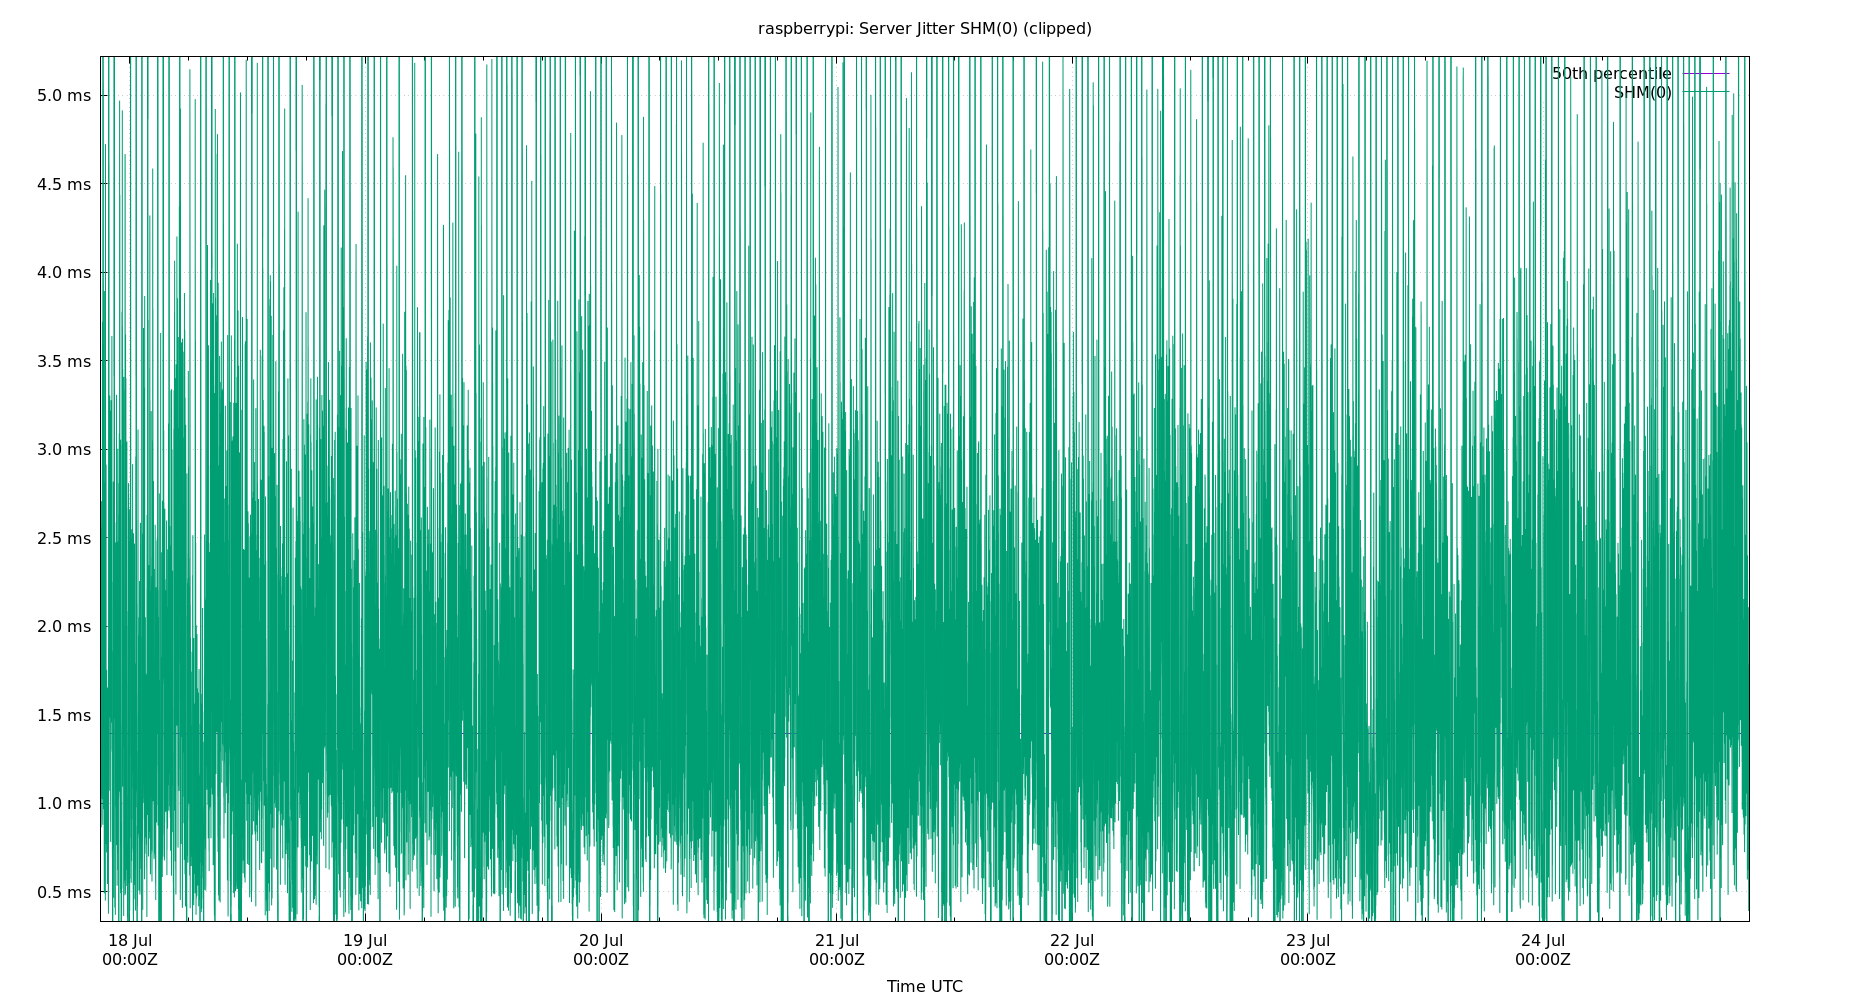 raspberrypi: Server Jitter SHM(0) (clipped)
50th percentile
SHM(0)
5.0 ms
4.5 ms
4.0 ms
3.5 ms
3.0 ms
2.5 ms
2.0 ms
1.5 ms
1.0 ms
0.5 ms
18 Jul 19 Jul 20 Jul 21 Jul 22 Jul 23 Jul 24 Jul
00:00Z 00:00Z 00:00Z 00:00Z 00:00Z 00:00Z 00:00Z
Time UTC